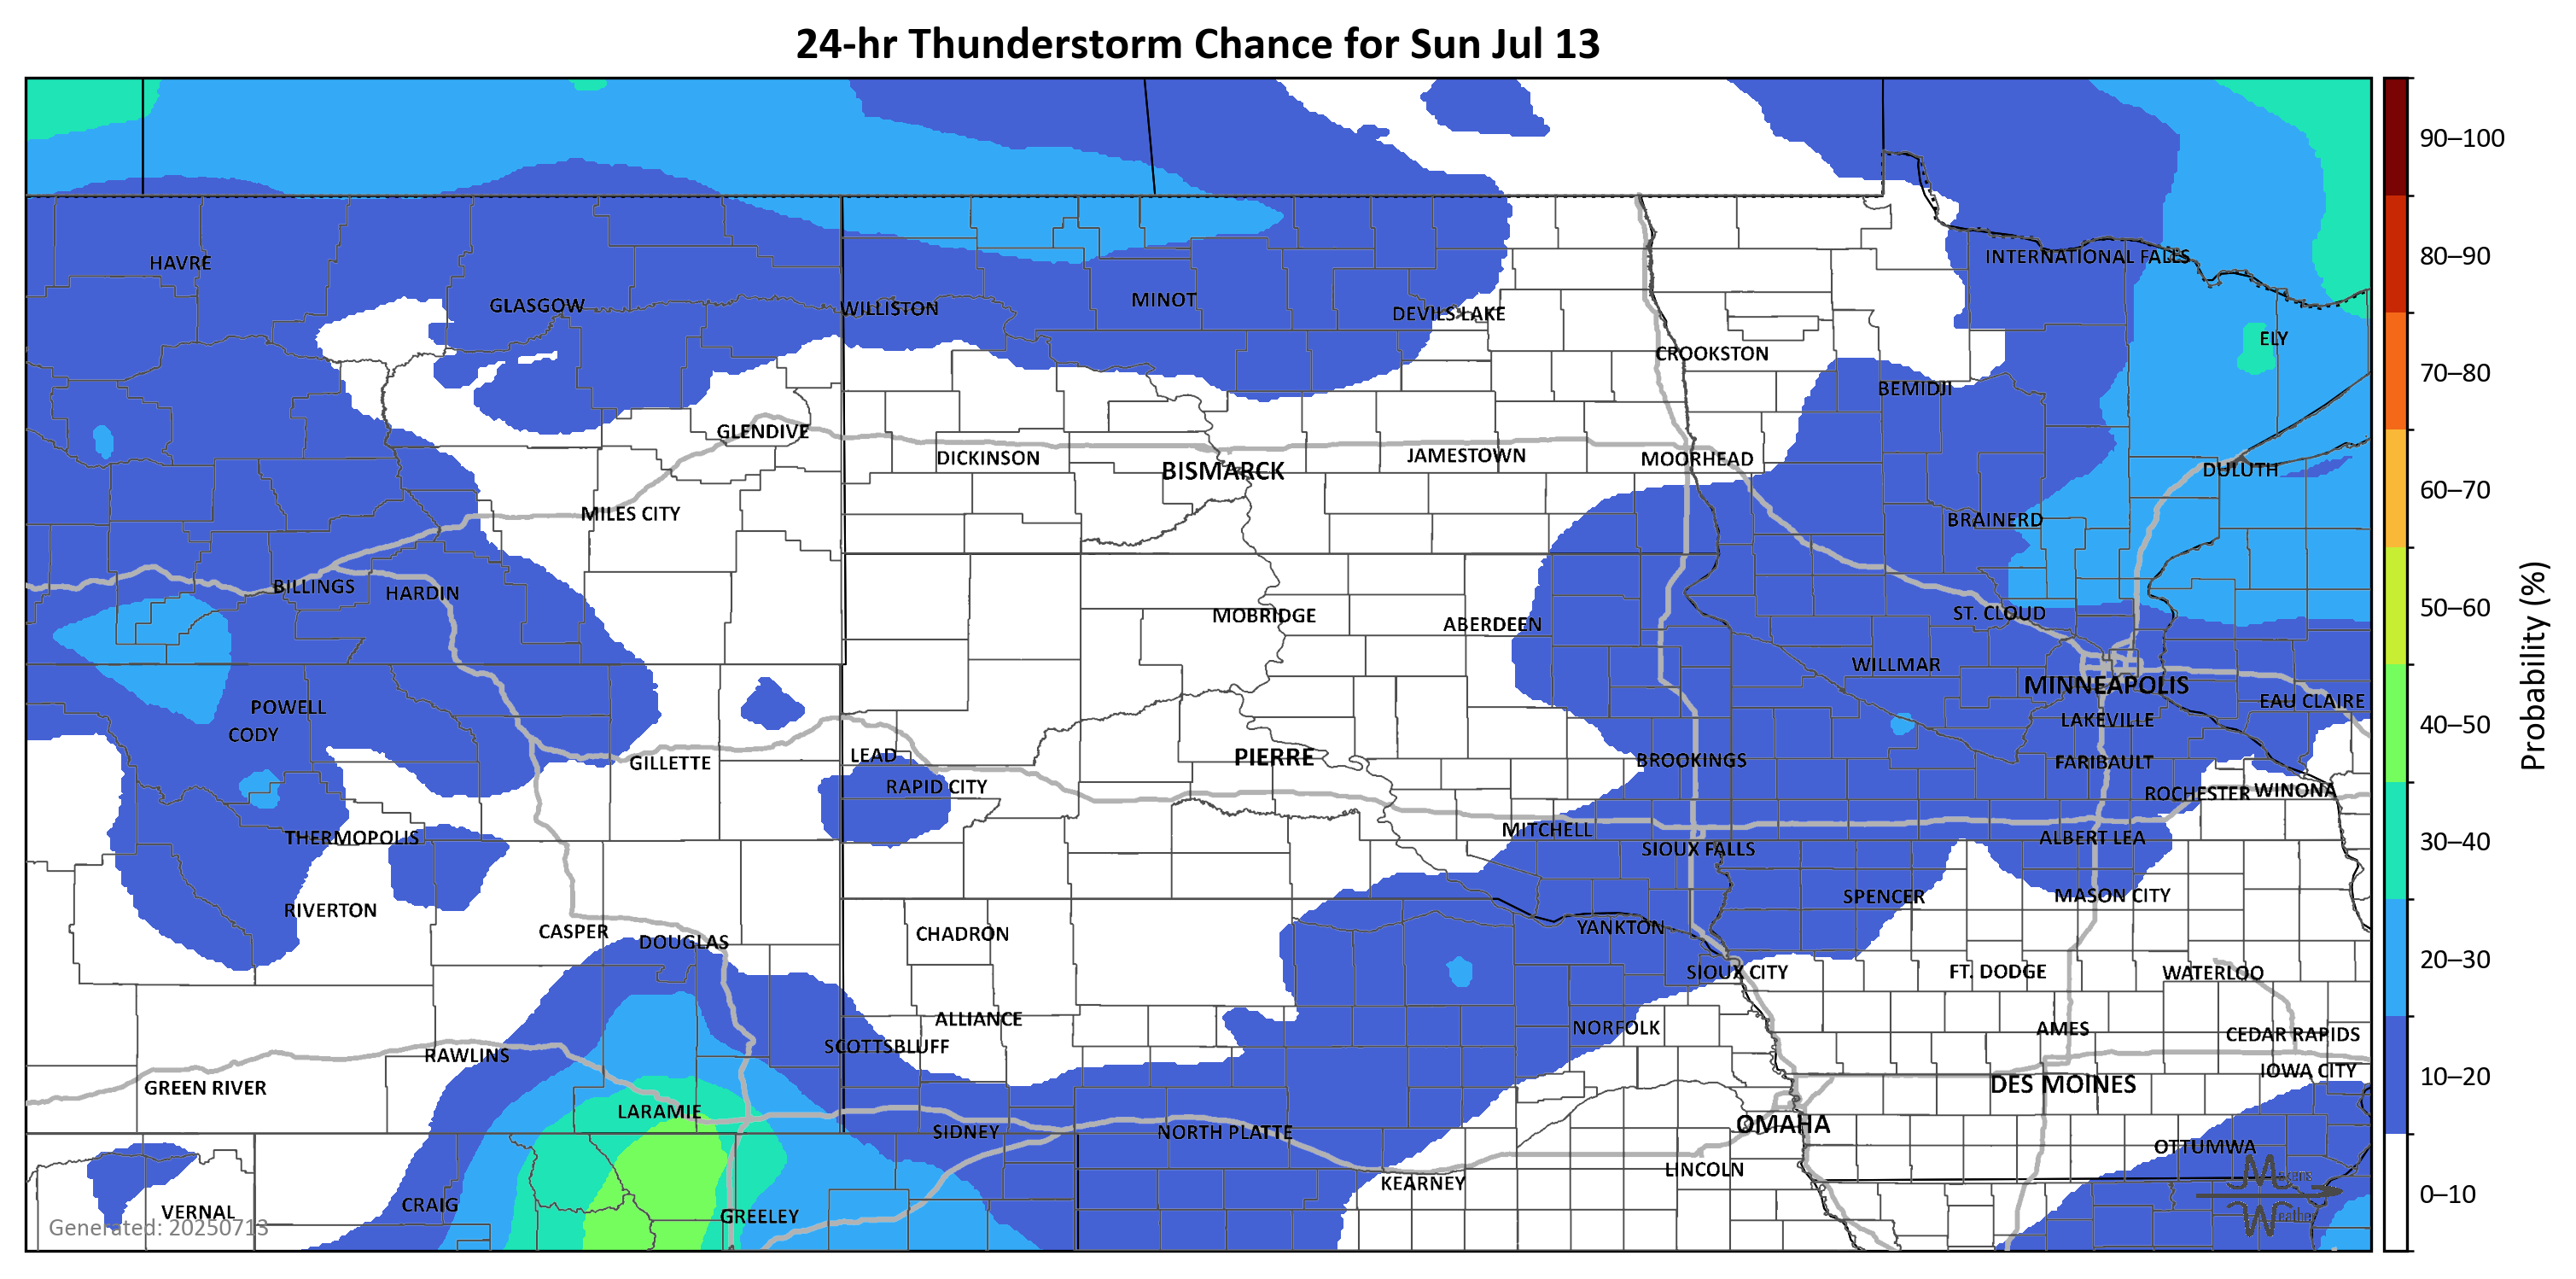 24-hr Thunderstorm Chance for Sun Jul 13
90–100
80–90
70–80
60–70
50–60
40–50
30–40
20–30
10–20
0–10
Probability (%)
HAVRE
INTERNATIONAL FALLS
GLASGOW
WILLISTON
MINOT
DEVILS LAKE
ELY
CROOKSTON
BEMIDJI
GLENDIVE
DICKINSON
BISMARCK
JAMESTOWN
MOORHEAD
DULUTH
MILES CITY
BRAINERD
BILLINGS
HARDIN
MOBRIDGE
ABERDEEN
ST. CLOUD
WILLMAR
MINNEAPOLIS
POWELL
EAU CLAIRE
CODY
LAKEVILLE
GILLETTE
LEAD
PIERRE
BROOKINGS
FARIBAULT
RAPID CITY
ROCHESTER
WINONA
THERMOPOLIS
MITCHELL
ALBERT LEA
SIOUX FALLS
RIVERTON
SPENCER
MASON CITY
CASPER
DOUGLAS
CHADRON
YANKTON
SIOUX CITY
FT. DODGE
WATERLOO
ALLIANCE
NORFOLK
AMES
CEDAR RAPIDS
RAWLINS
SCOTTSBLUFF
GREEN RIVER
DES MOINES
IOWA CITY
LARAMIE
SIDNEY
NORTH PLATTE
OMAHA
OTTUMWA
LINCOLN
KEARNEY
VERNAL
CRAIG
GREELEY
Makens
Weather
Generated: 20250713